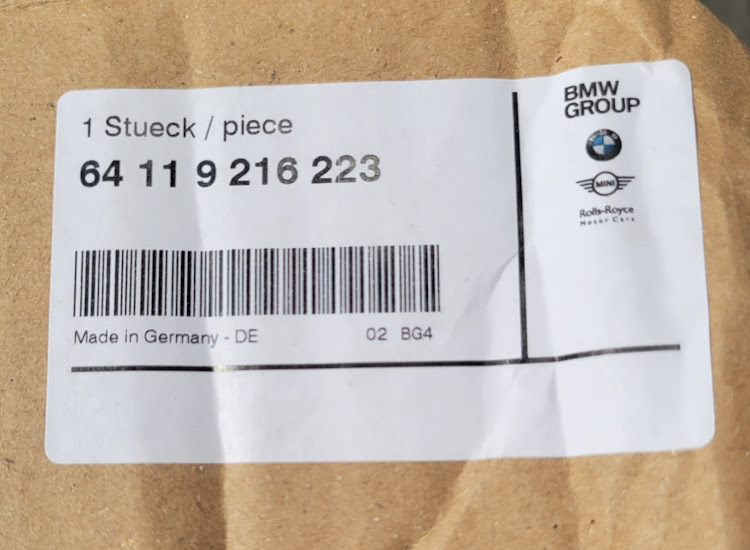 1 Stueck / piece
64 11 9 216 223
Made in Germany - DE
02 BG4
BMW
GROUP
MINI
Rolls-Royce
Motor Cars